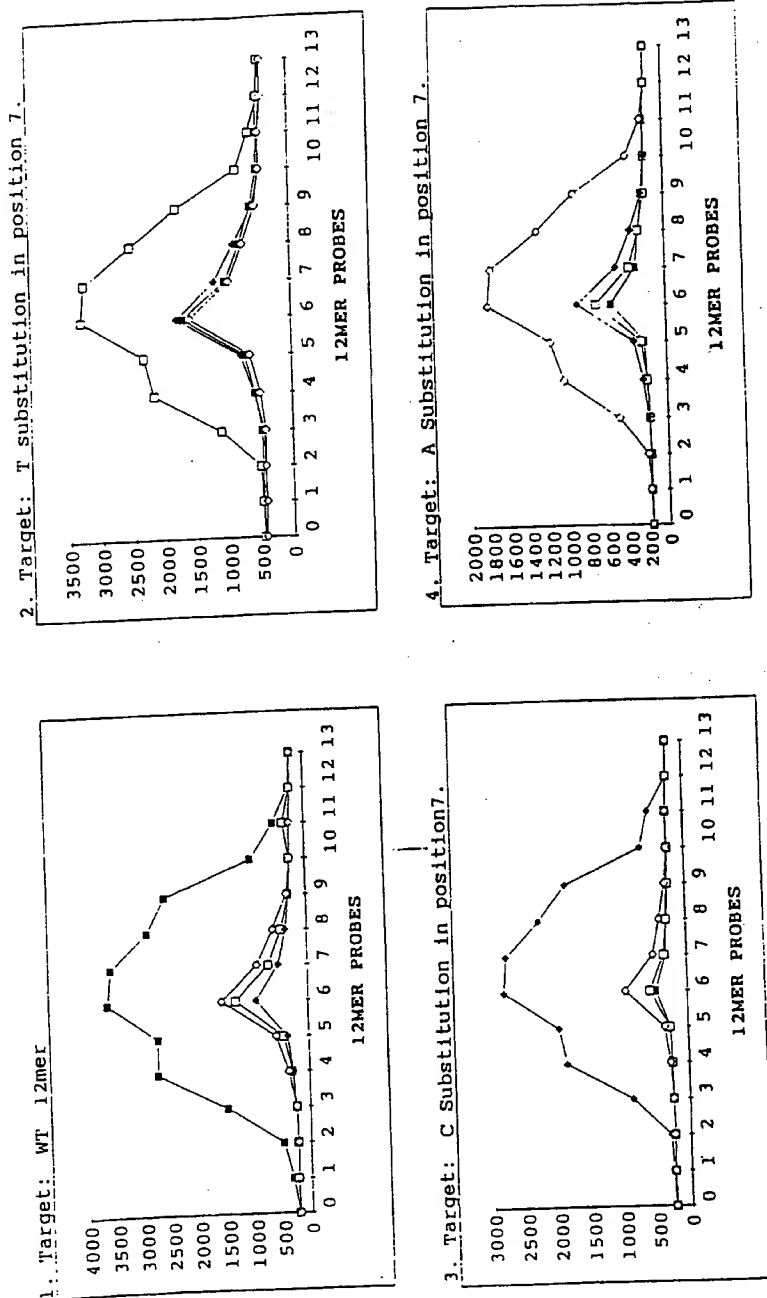 1. Target: WT 12mer
4000
3500
3000
2500
2000
1500
1000
500
0
0 1 2 3 4 5 6 7 8 9 10 11 12 13
12MER PROBES
2. Target: T substitution in position 7.
3500
3000
2500
2000
1500
1000
500
0
0 1 2 3 4 5 6 7 8 9 10 11 12 13
12MER PROBES
3. Target: C Substitution in position7.
3000
2500
2000
1500
1000
500
0
0 1 2 3 4 5 6 7 8 9 10 11 12 13
12MER PROBES
4. Target: A Substitution in position 7.
2000
1800
1600
1400
1200
1000
800
600
400
200
0
0 1 2 3 4 5 6 7 8 9 10 11 12 13
12MER PROBES